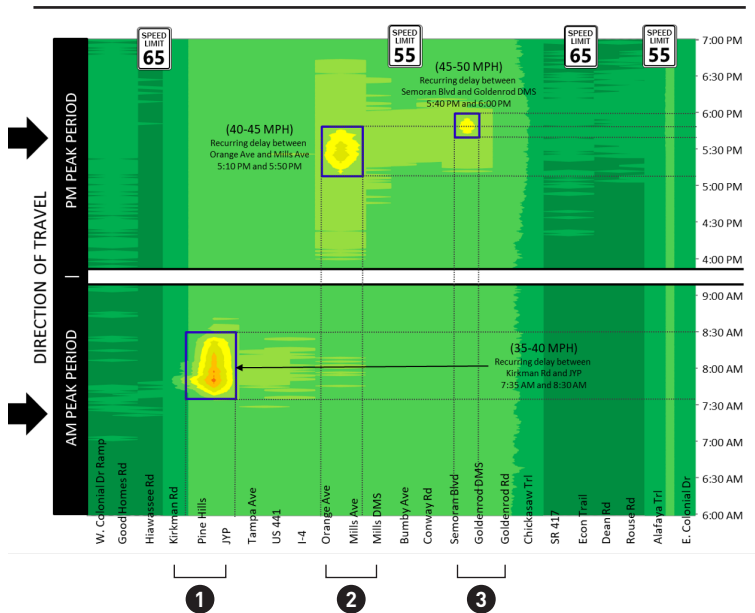 SPEED
LIMIT
65
SPEED
LIMIT
55
SPEED
LIMIT
65
SPEED
LIMIT
55
DIRECTION OF TRAVEL
PM PEAK PERIOD
|
AM PEAK PERIOD
7:00 PM
6:30 PM
6:00 PM
5:30 PM
5:00 PM
4:30 PM
4:00 PM
(45-50 MPH)
Recurring delay between
Semoran Blvd and Goldenrod DMS
5:40 PM and 6:00 PM
(40-45 MPH)
Recurring delay between
Orange Ave and Mills Ave
5:10 PM and 5:50 PM
9:00 AM
8:30 AM
8:00 AM
7:30 AM
7:00 AM
6:30 AM
6:00 AM
(35-40 MPH)
Recurring delay between
Kirkman Rd and JYP
7:35 AM and 8:30 AM
W. Colonial Dr Ramp
Good Homes Rd
Hiawassee Rd
Kirkman Rd
Pine Hills
JYP
Tampa Ave
US 441
I-4
Orange Ave
Mills Ave
Mills DMS
Bumby Ave
Conway Rd
Semoran Blvd
Goldenrod DMS
Goldenrod Rd
Chickasaw Trl
SR 417
Econ Trail
Dean Rd
Rouse Rd
Alafaya Trl
E. Colonial Dr
1
2
3